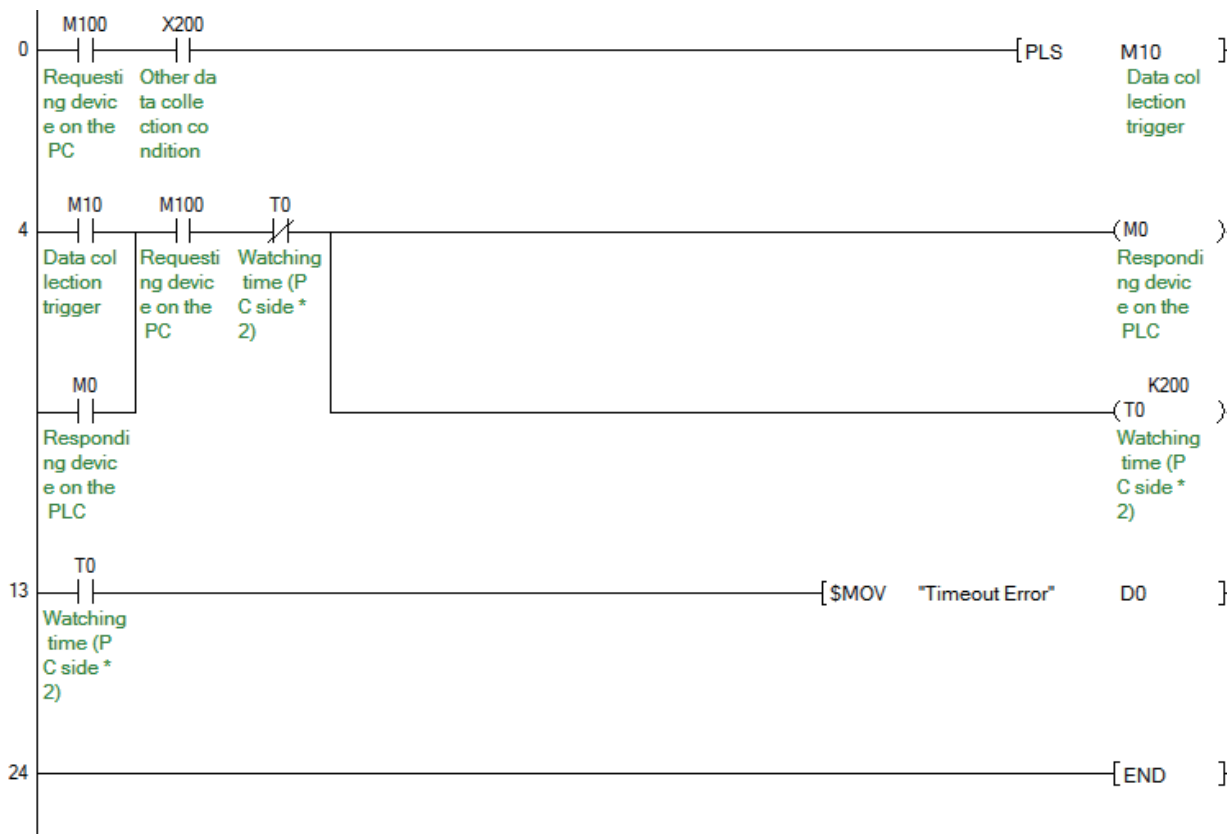 M100 X200
0 [PLS M10 ]
Requesti Other da Data col
ng devic ta colle lection
e on the ction co trigger
PC ndition
M10 M100 T0
4 (M0 )
Data col Requesti Watching Respondi
lection ng devic time (P ng devic
trigger e on the C side * e on the
PC 2) PLC
M0 K200
(T0 )
Respondi Watching
ng devic time (P
e on the C side *
PLC 2)
T0
13 [$MOV "Timeout Error" D0 ]
Watching
time (P
C side *
2)
24 [END ]